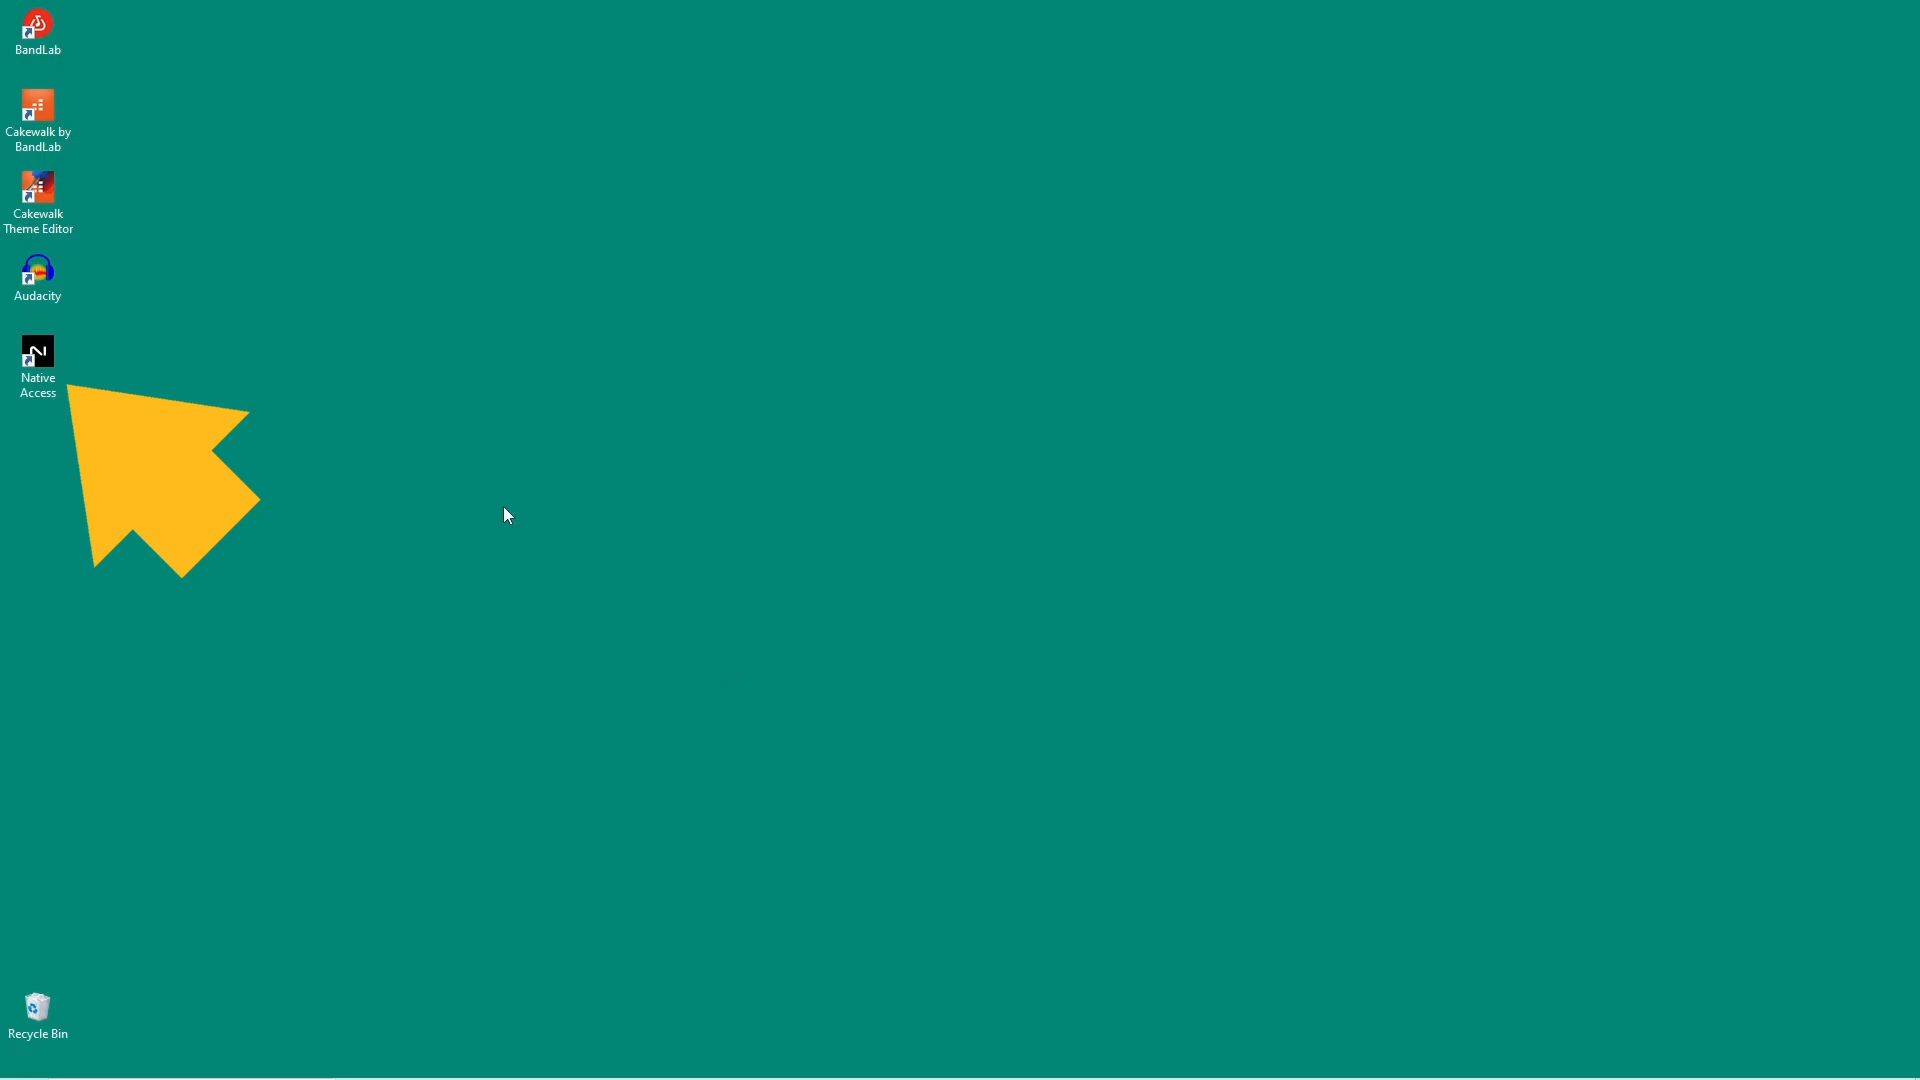 BandLab
Cakewalk by
BandLab
Cakewalk
Theme Editor
Audacity
Native
Access
Recycle Bin